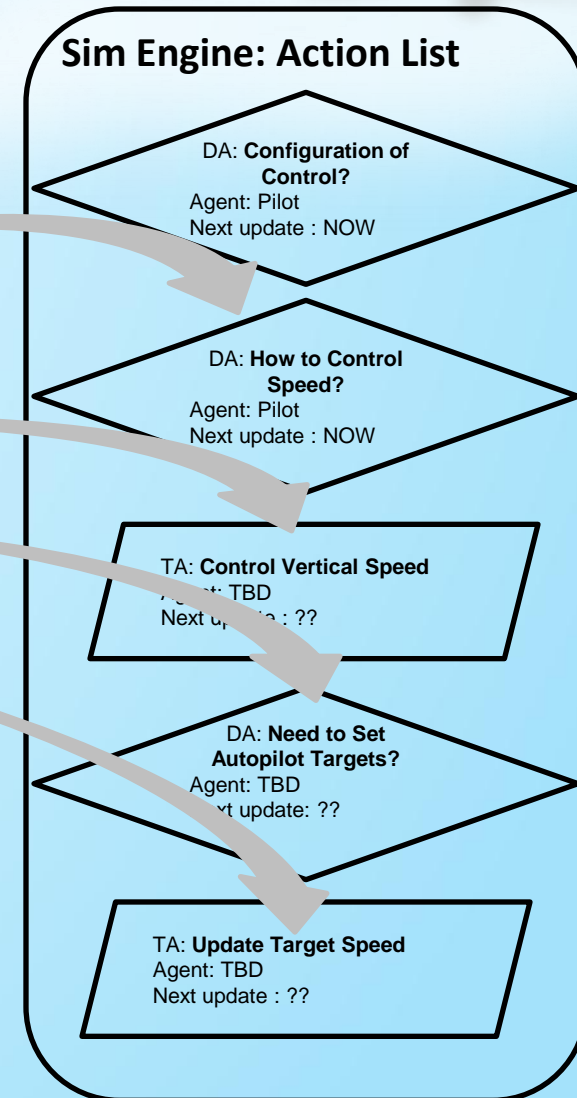 Sim Engine: Action List
DA: Configuration of
Control?
Agent: Pilot
Next update : NOW
DA: How to Control
Speed?
Agent: Pilot
Next update : NOW
TA: Control Vertical Speed
TBD
Next : ??
DA: Need to Set
Autopilot Targets?
Agent: TBD
update: ??
TA: Update Target Speed
Agent: TBD
Next update : ??